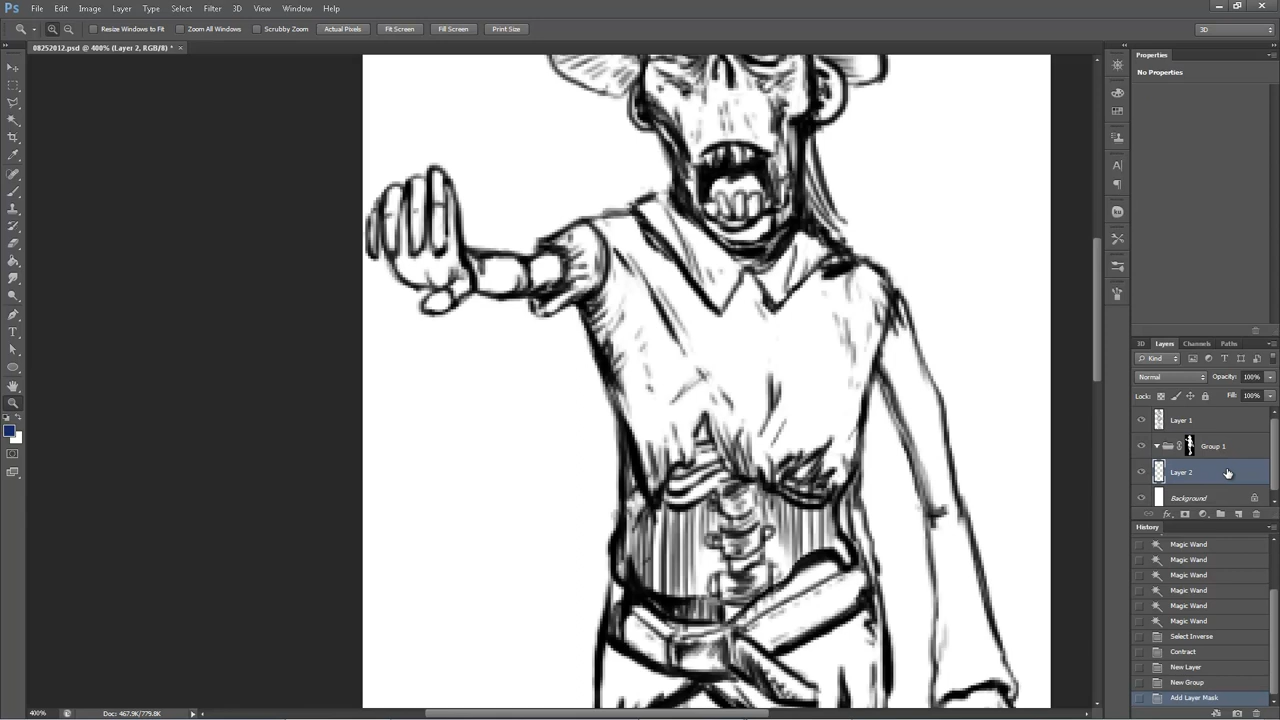 Ps File Edit Image Layer Type Select Filter 3D View Window Help
Resize Windows to Fit Zoom All Windows Scrubby Zoom Actual Pixels Fit Screen Fill Screen Print Size 3D
08252012.psd @ 400% (Layer 2, RGB/8) * ×
Properties
No Properties
3D Layers Channels Paths
Kind
Normal Opacity: 100%
Lock: Fill: 100%
Layer 1
Group 1
Layer 2
Background
History
Magic Wand
Magic Wand
Magic Wand
Magic Wand
Magic Wand
Magic Wand
Select Inverse
Contract
New Layer
New Group
Add Layer Mask
400% Doc: 467.9K/779.8K